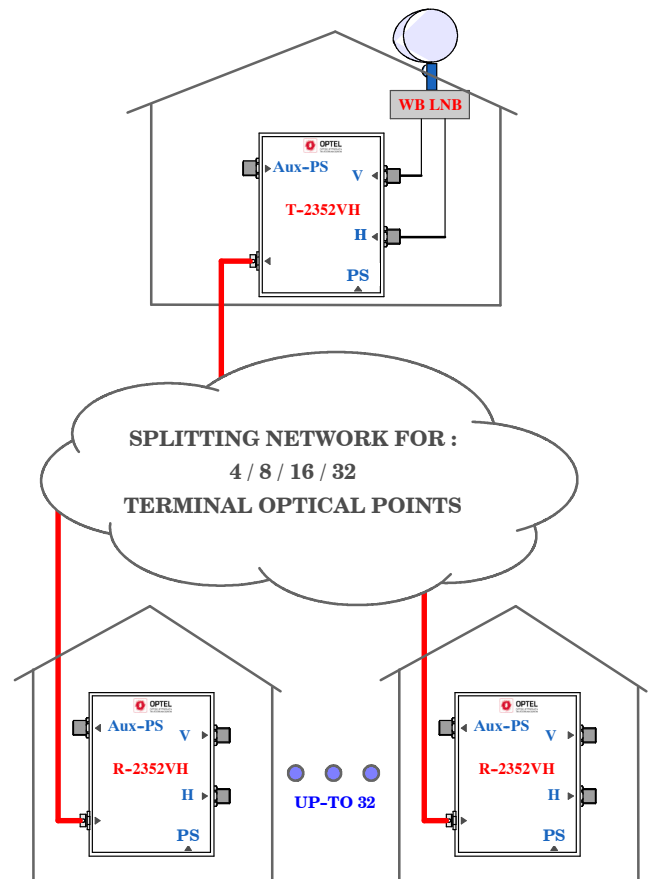 WB LNB
OPTEL
Aux-PS
V
T-2352VH
H
PS
SPLITTING NETWORK FOR :
4 / 8 / 16 / 32
TERMINAL OPTICAL POINTS
OPTEL
Aux-PS
V
R-2352VH
H
PS
UP-TO 32
OPTEL
Aux-PS
V
R-2352VH
H
PS